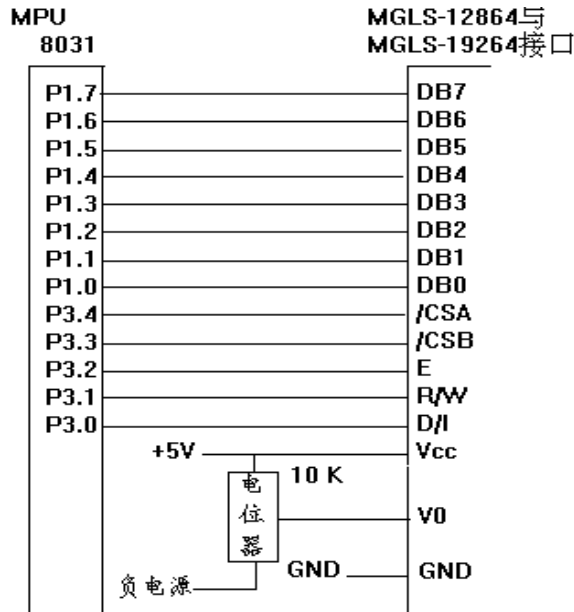 MPU
8031
MGLS-12864与
MGLS-19264接口
P1.7 DB7
P1.6 DB6
P1.5 DB5
P1.4 DB4
P1.3 DB3
P1.2 DB2
P1.1 DB1
P1.0 DB0
P3.4 /CSA
P3.3 /CSB
P3.2 E
P3.1 R/W
P3.0 D/I
+5V Vcc
10 K
电位器
V0
负电源
GND GND